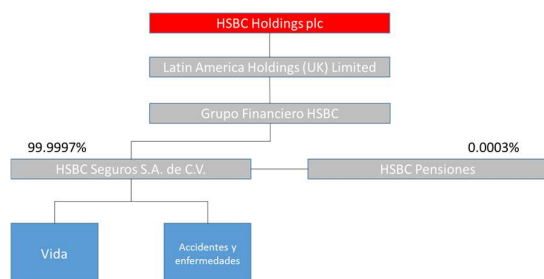 HSBC Holdings plc
Latin America Holdings (UK) Limited
Grupo Financiero HSBC
99.9997%
0.0003%
HSBC Seguros S.A. de C.V.
HSBC Pensiones
Vida
Accidentes y
enfermedades